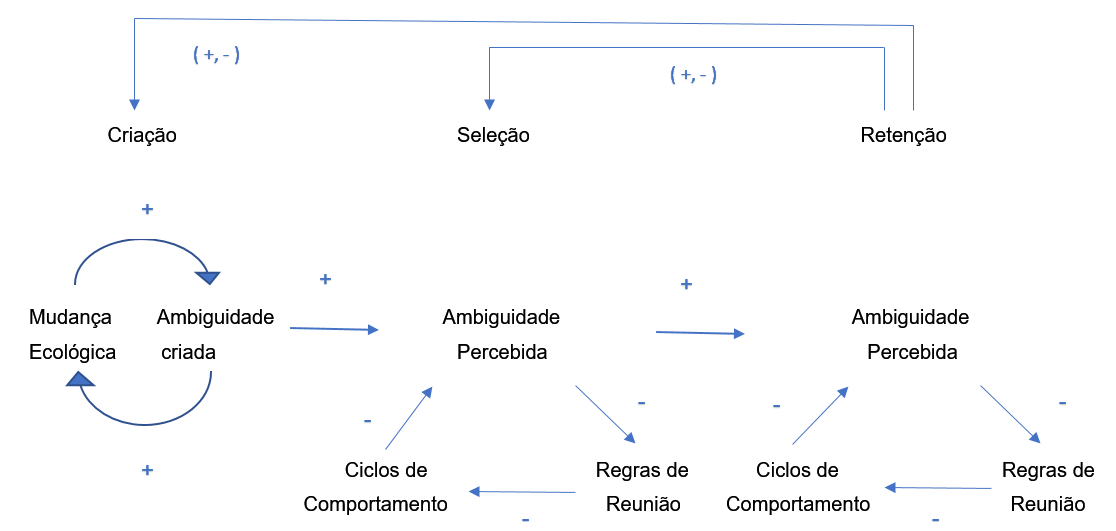 ( +, - )
( +, - )
Criação
Seleção
Retenção
+
+
+
Mudança
Ecológica
Ambiguidade
criada
Ambiguidade
Percebida
Ambiguidade
Percebida
-
-
-
-
+
Ciclos de
Comportamento
Regras de
Reunião
Ciclos de
Comportamento
Regras de
Reunião
-
-